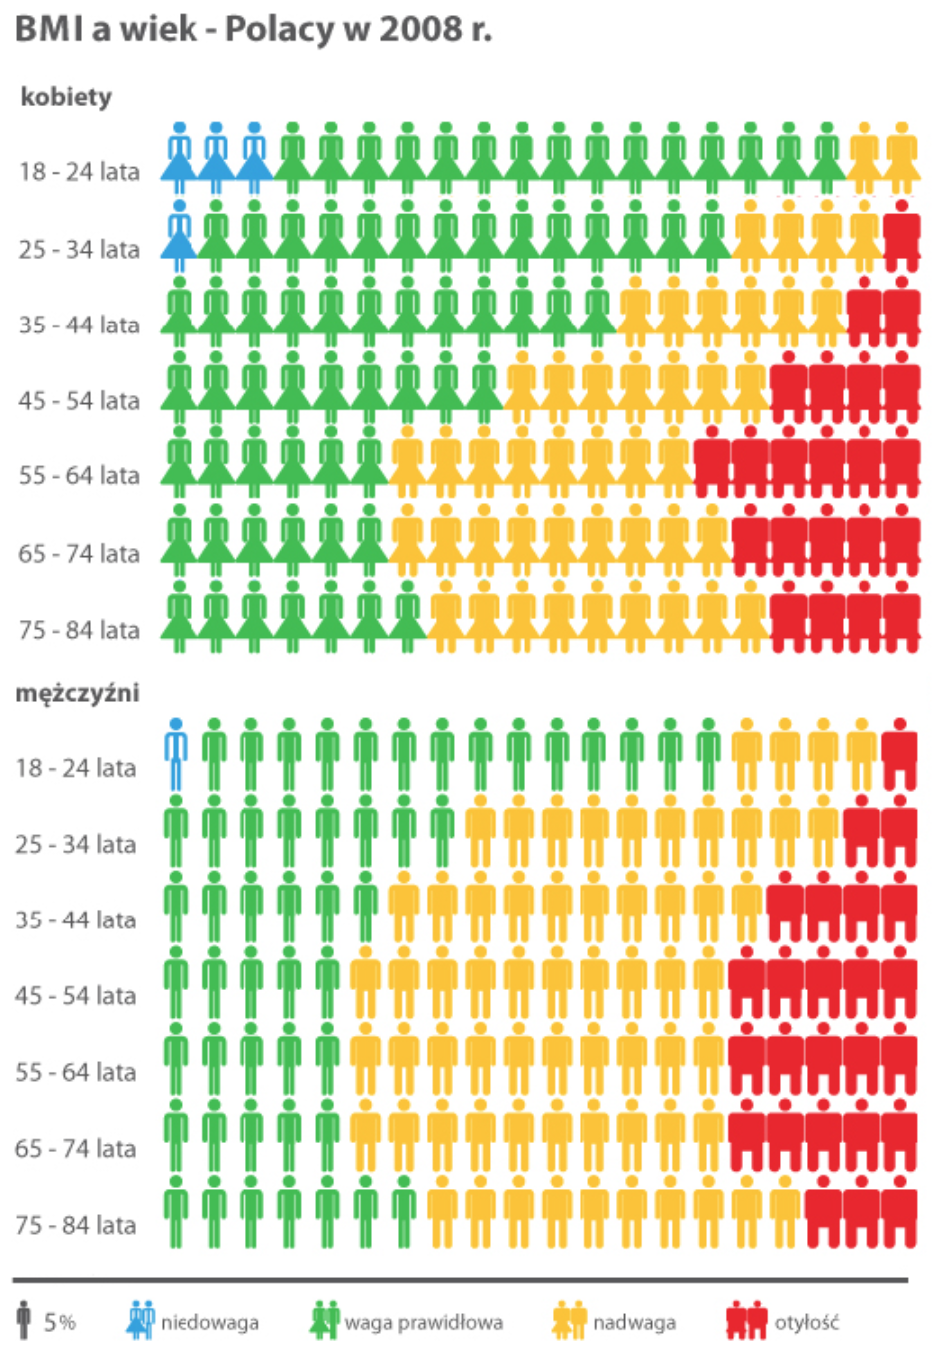 BMI a wiek - Polacy w 2008 r.
kobiety
18 - 24 lata
25 - 34 lata
35 - 44 lata
45 - 54 lata
55 - 64 lata
65 - 74 lata
75 - 84 lata
mężczyźni
18 - 24 lata
25 - 34 lata
35 - 44 lata
45 - 54 lata
55 - 64 lata
65 - 74 lata
75 - 84 lata
5% niedowaga waga prawidłowa nadwaga otyłość